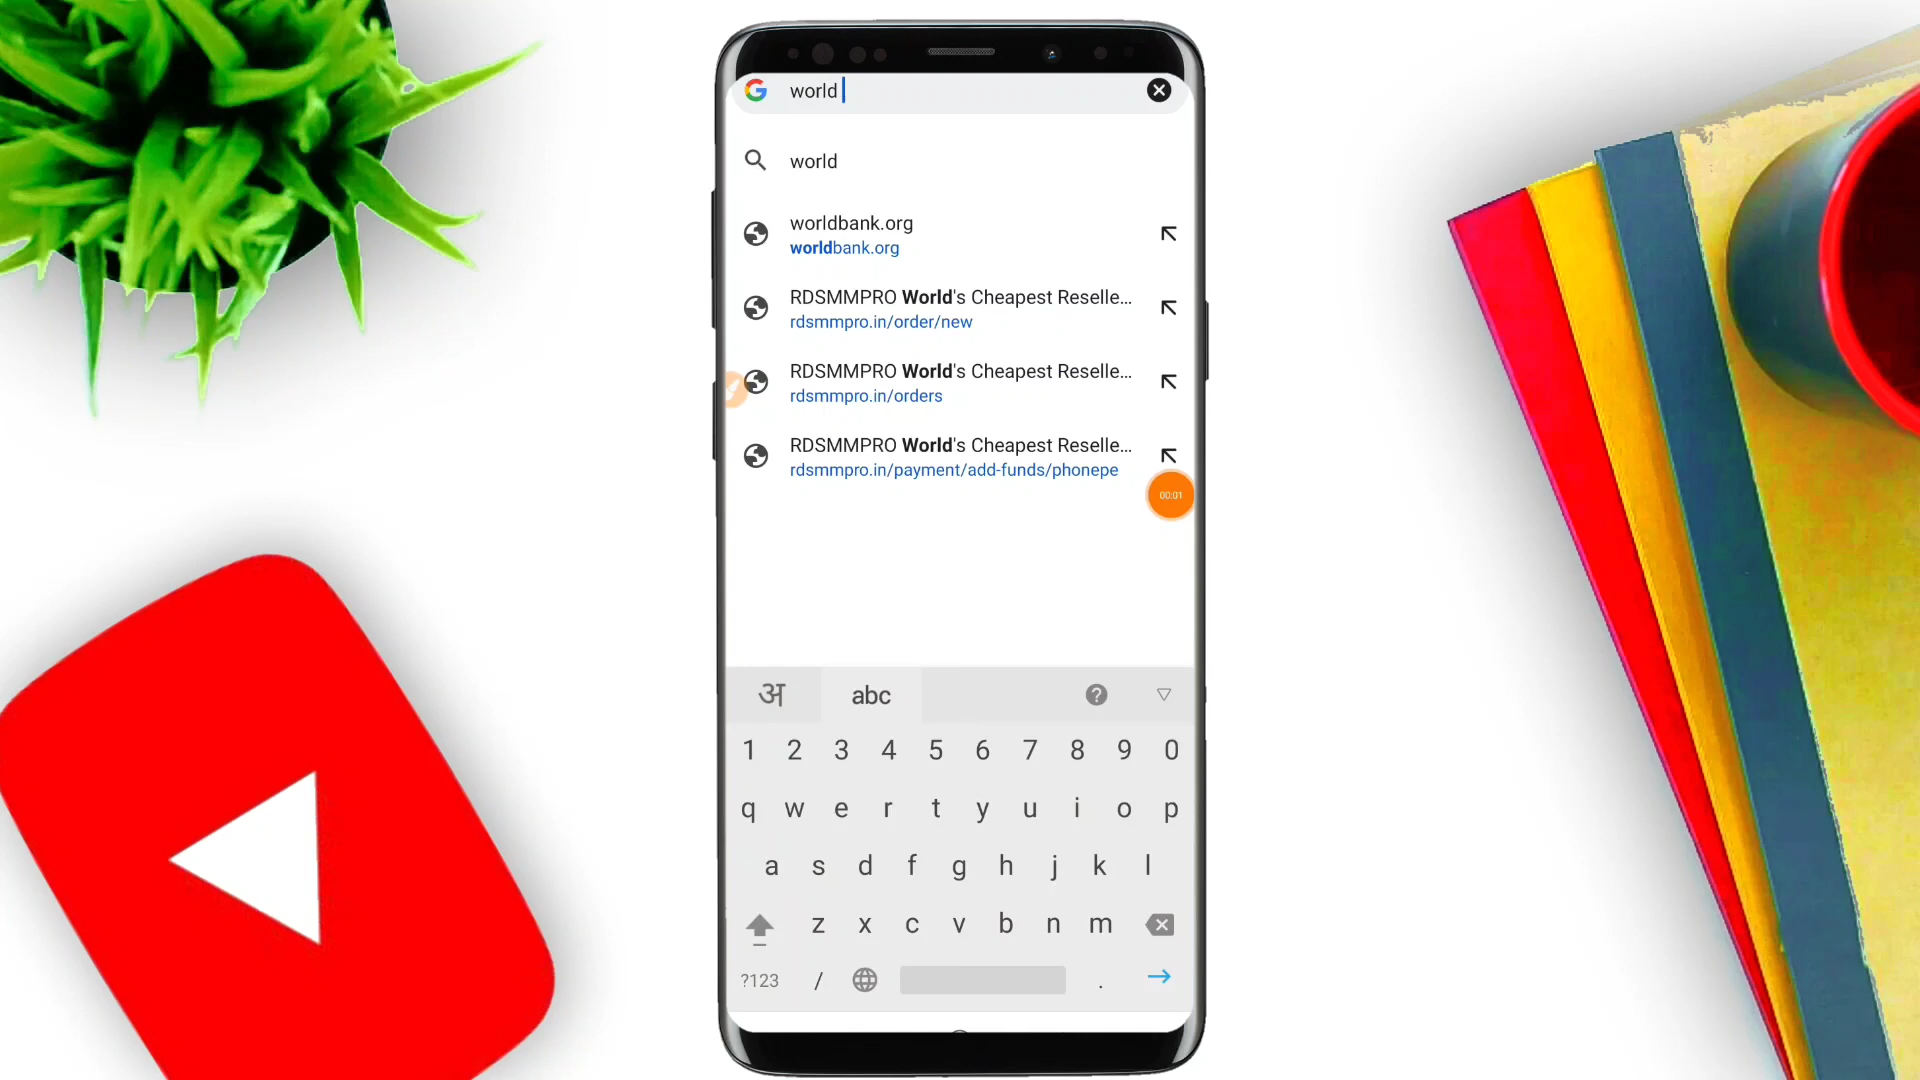 world
world
worldbank.org
worldbank.org
RDSMMPRO World's Cheapest Reselle...
rdsmmpro.in/order/new
RDSMMPRO World's Cheapest Reselle...
rdsmmpro.in/orders
RDSMMPRO World's Cheapest Reselle...
rdsmmpro.in/payment/add-funds/phonepe
00:01
अ abc ?
1 2 3 4 5 6 7 8 9 0
q w e r t y u i o p
a s d f g h j k l
z x c v b n m
?123 / .